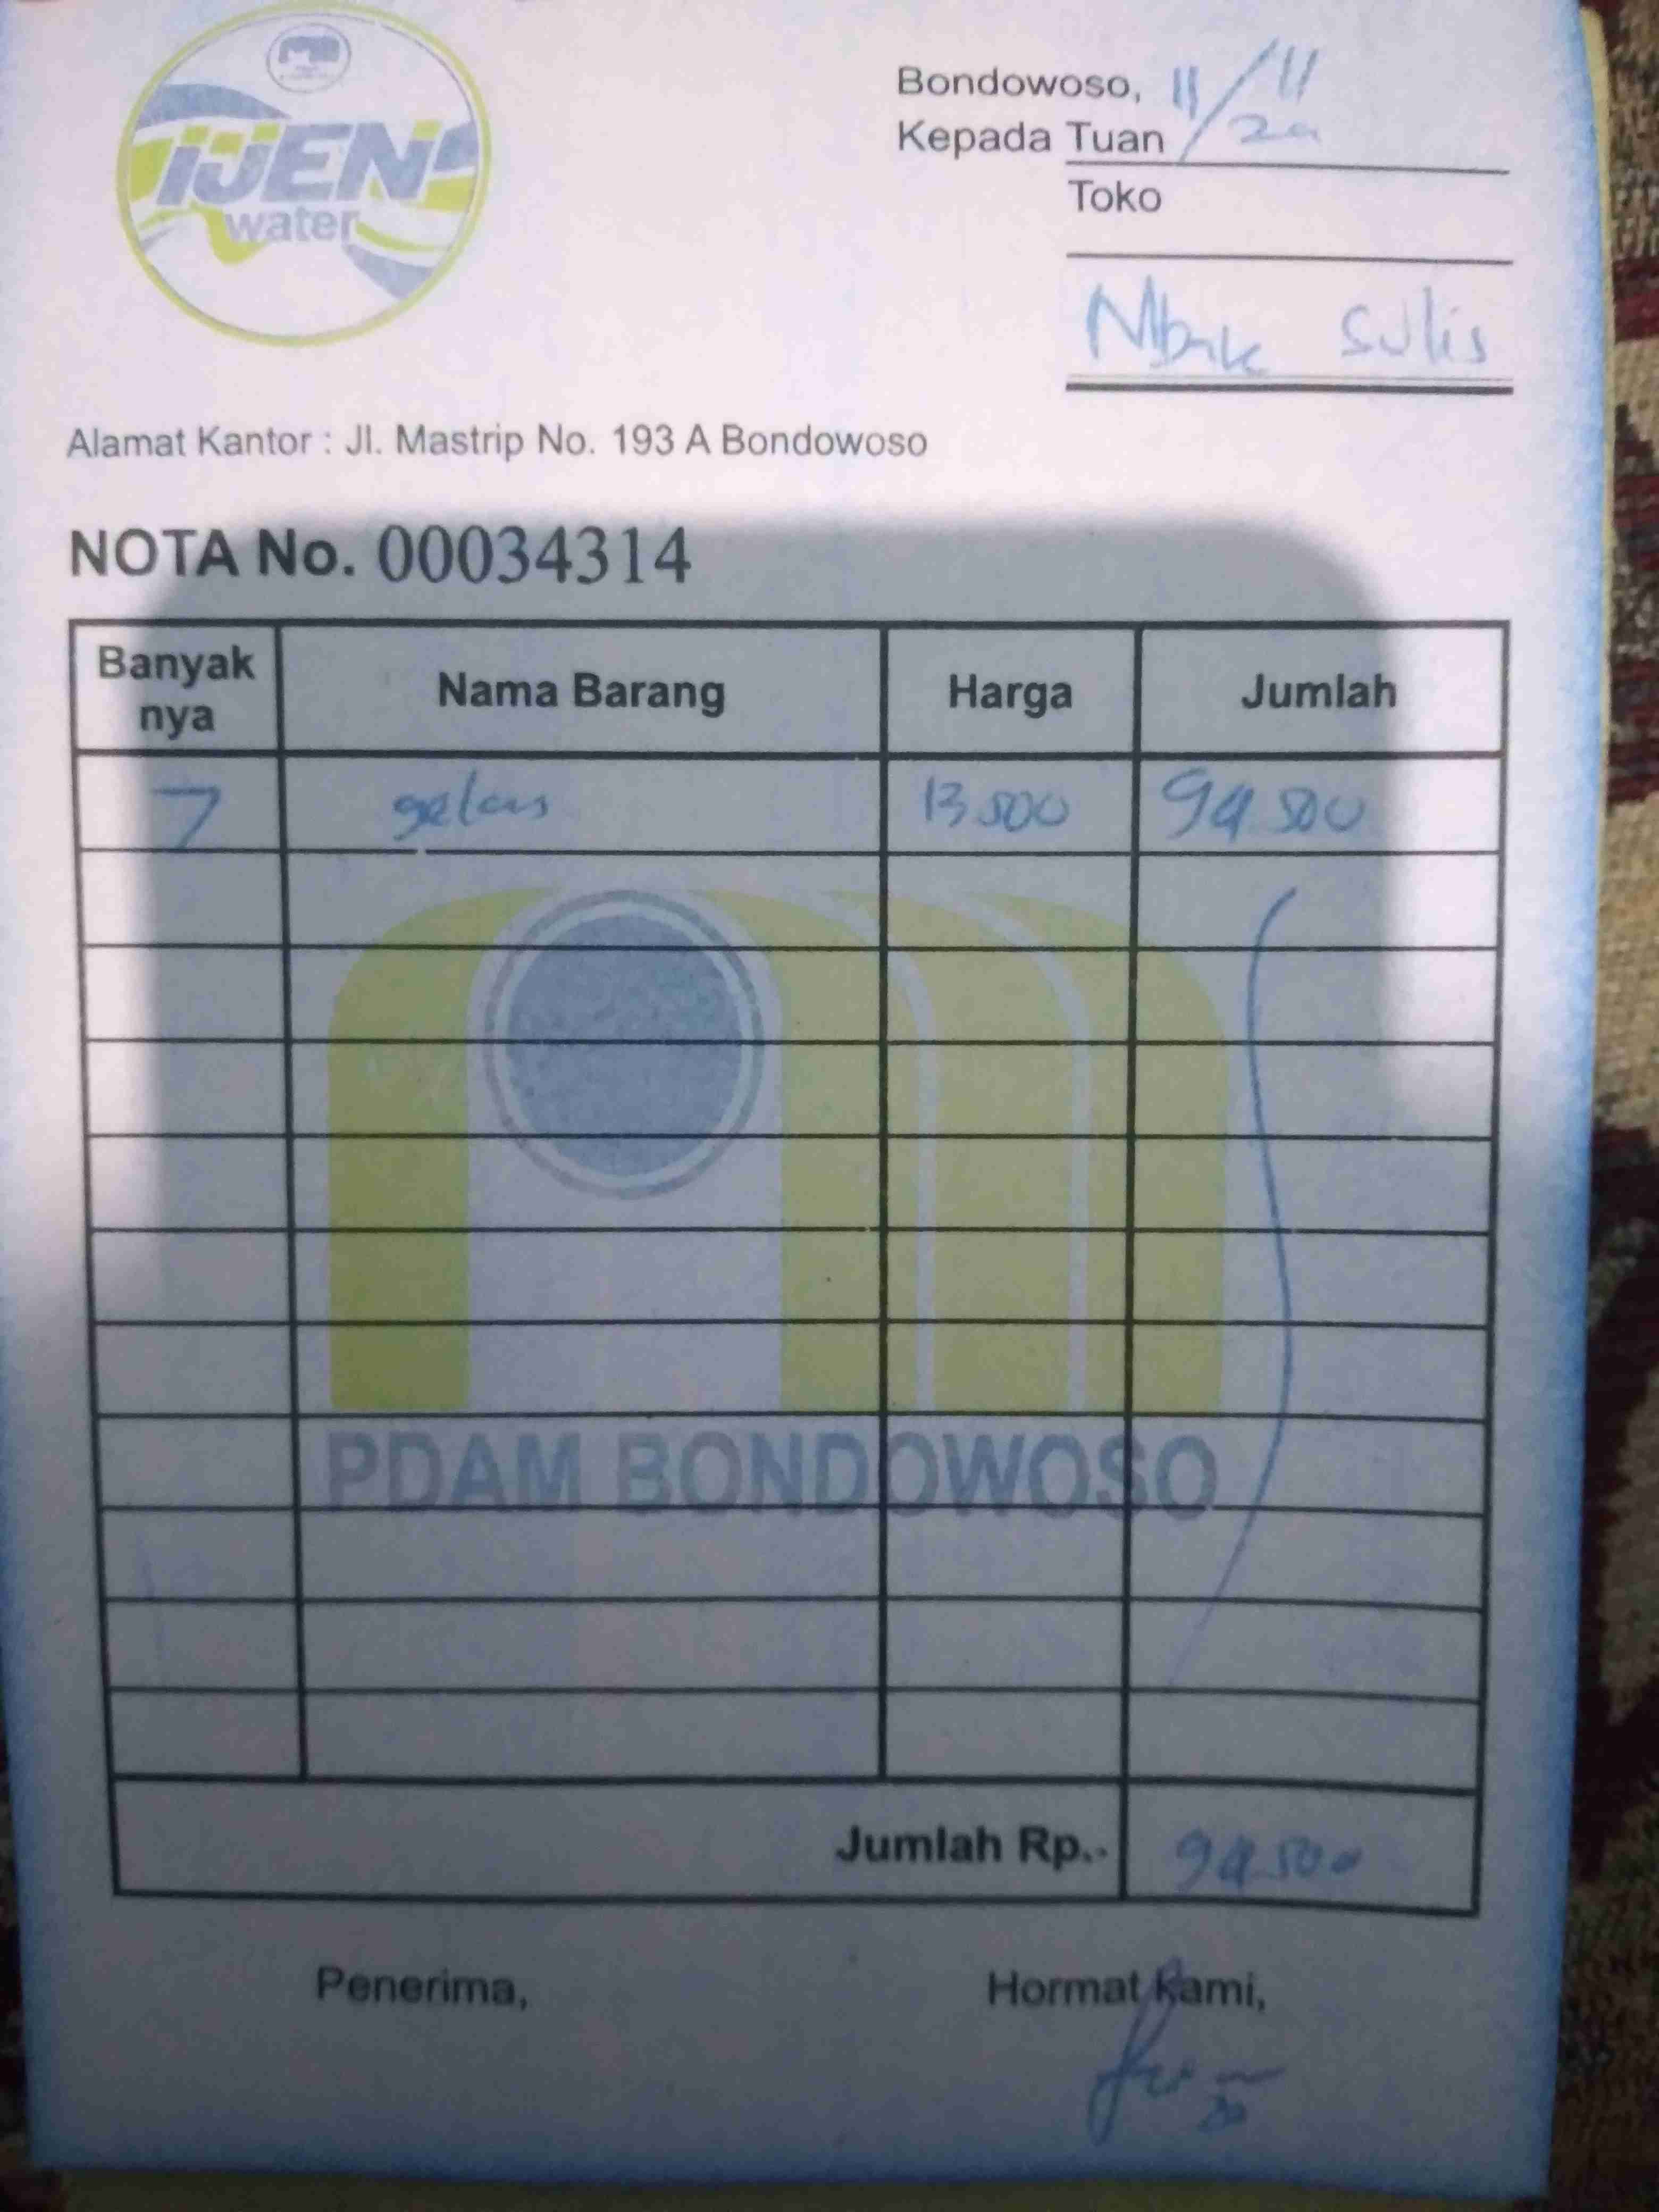 IJEN
water
Bondowoso, 11/11
Kepada Tuan
Toko
Mbak Sulis
Alamat Kantor : Jl. Mastrip No. 193 A Bondowoso
NOTA No. 00034314
Banyak nya Nama Barang Harga Jumlah
7 gelas 13.500 94.500
PDAM BONDOWOSO
Jumlah Rp.- 94.500
Penerima, Hormat Kami,